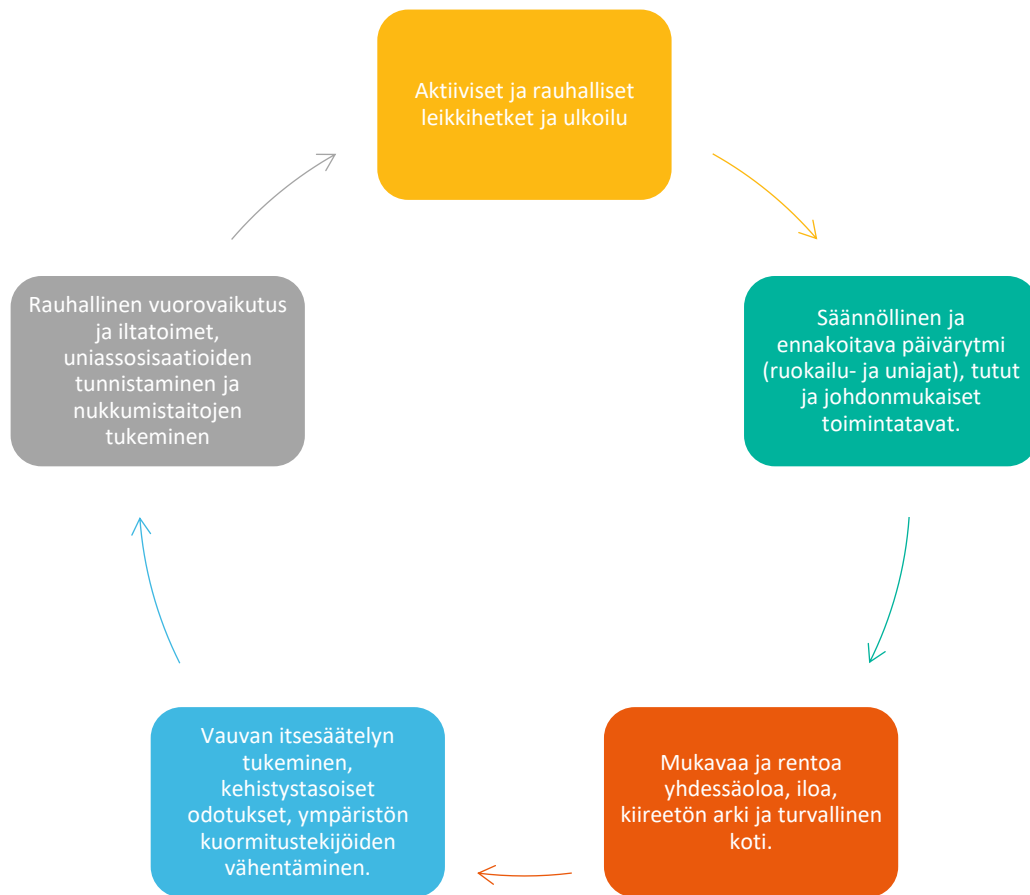 Aktiiviset ja rauhalliset
leikkihetket ja ulkoilu
Säännöllinen ja
ennakoitava päivärytmi
(ruokailu- ja uniajat), tutut
ja johdonmukaiset
toimintatavat.
Mukavaa ja rentoa
yhdessäoloa, iloa,
kiireetön arki ja turvallinen
koti.
Vauvan itsesäätelyn
tukeminen,
kehistystasoiset
odotukset, ympäristön
kuormitustekijöiden
vähentäminen.
Rauhallinen vuorovaikutus
ja iltatoimet,
uniassosisaatioiden
tunnistaminen ja
nukkumistaitojen
tukeminen